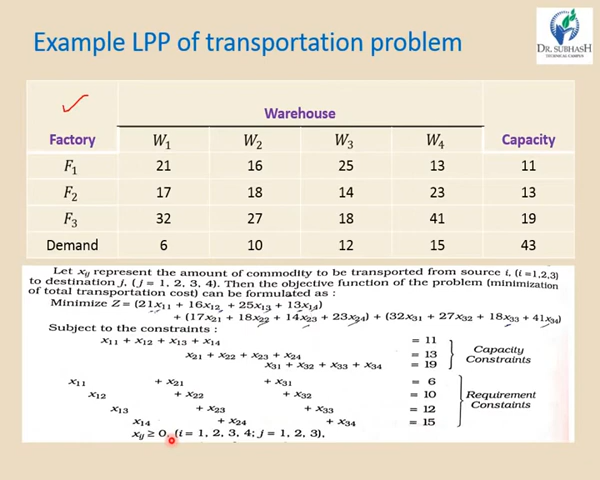 Example LPP of transportation problem
DR. SUBHASH
TECHNICAL CAMPUS
Factory Warehouse Capacity
W₁ W₂ W₃ W₄
F₁ 21 16 25 13 11
F₂ 17 18 14 23 13
F₃ 32 27 18 41 19
Demand 6 10 12 15 43
Let xᵢⱼ represent the amount of commodity to be transported from source i, (i =1,2,3)
to destination j, (j = 1, 2, 3, 4). Then the objective function of the problem (minimization
of total transportation cost) can be formulated as :
Minimize Z = (21x₁₁ + 16x₁₂ + 25x₁₃ + 13x₁₄)
+ (17x₂₁ + 18x₂₂ + 14x₂₃ + 23x₂₄) + (32x₃₁ + 27x₃₂ + 18x₃₃ + 41x₃₄)
Subject to the constraints
x₁₁ + x₁₂ + x₁₃ + x₁₄ = 11
x₂₁ + x₂₂ + x₂₃ + x₂₄ = 13
x₃₁ + x₃₂ + x₃₃ + x₃₄ = 19
Capacity
Constraints
x₁₁ + x₂₁ + x₃₁ = 6
x₁₂ + x₂₂ + x₃₂ = 10
x₁₃ + x₂₃ + x₃₃ = 12
x₁₄ + x₂₄ + x₃₄ = 15
Requirement
Constaints
xᵢⱼ ≥ 0, (i = 1, 2, 3, 4; j = 1, 2, 3),